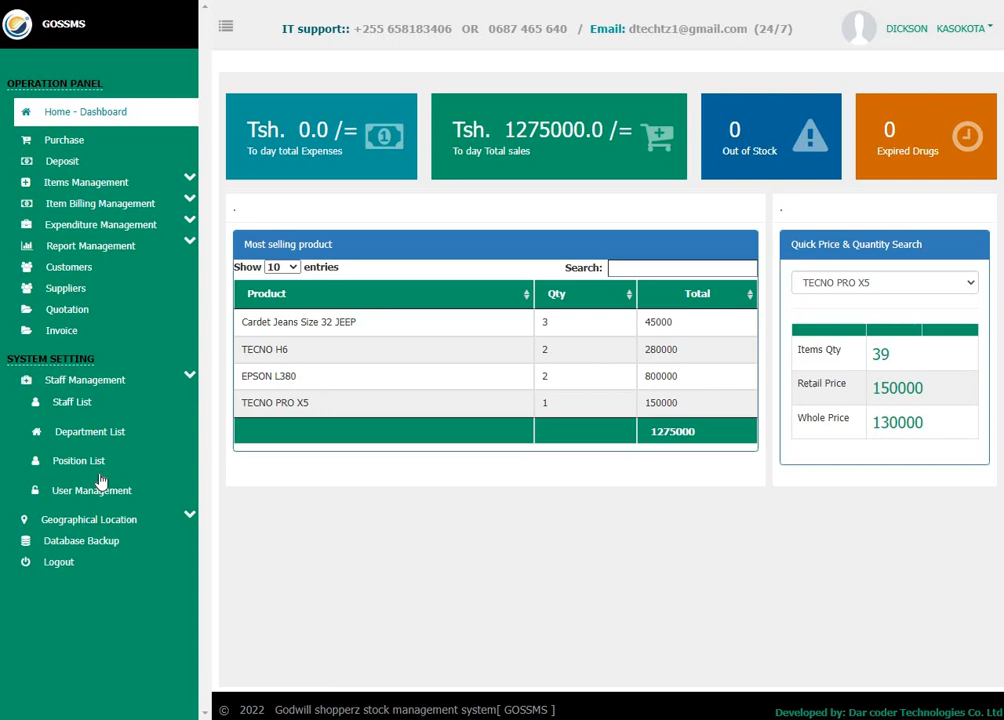 GOSSMS
IT support:: +255 658183406 OR 0687 465 640 / Email: dtechtz1@gmail.com (24/7)
DICKSON KASOKOTA
OPERATION PANEL
Home - Dashboard
Purchase
Deposit
Items Management
Item Billing Management
Expenditure Management
Report Management
Customers
Suppliers
Quotation
Invoice
SYSTEM SETTING
Staff Management
Staff List
Department List
Position List
User Management
Geographical Location
Database Backup
Logout
Tsh. 0.0 /=
To day total Expenses
Tsh. 1275000.0 /=
To day Total sales
0
Out of Stock
0
Expired Drugs
.
Most selling product
Show 10 entries Search:
Product Qty Total
Cardet Jeans Size 32 JEEP 3 45000
TECNO H6 2 280000
EPSON L380 2 800000
TECNO PRO X5 1 150000
1275000
.
Quick Price & Quantity Search
TECNO PRO X5
Items Qty 39
Retail Price 150000
Whole Price 130000
© 2022 Godwill shopperz stock management system[ GOSSMS ]
Developed by: Dar coder Technologies Co. Ltd